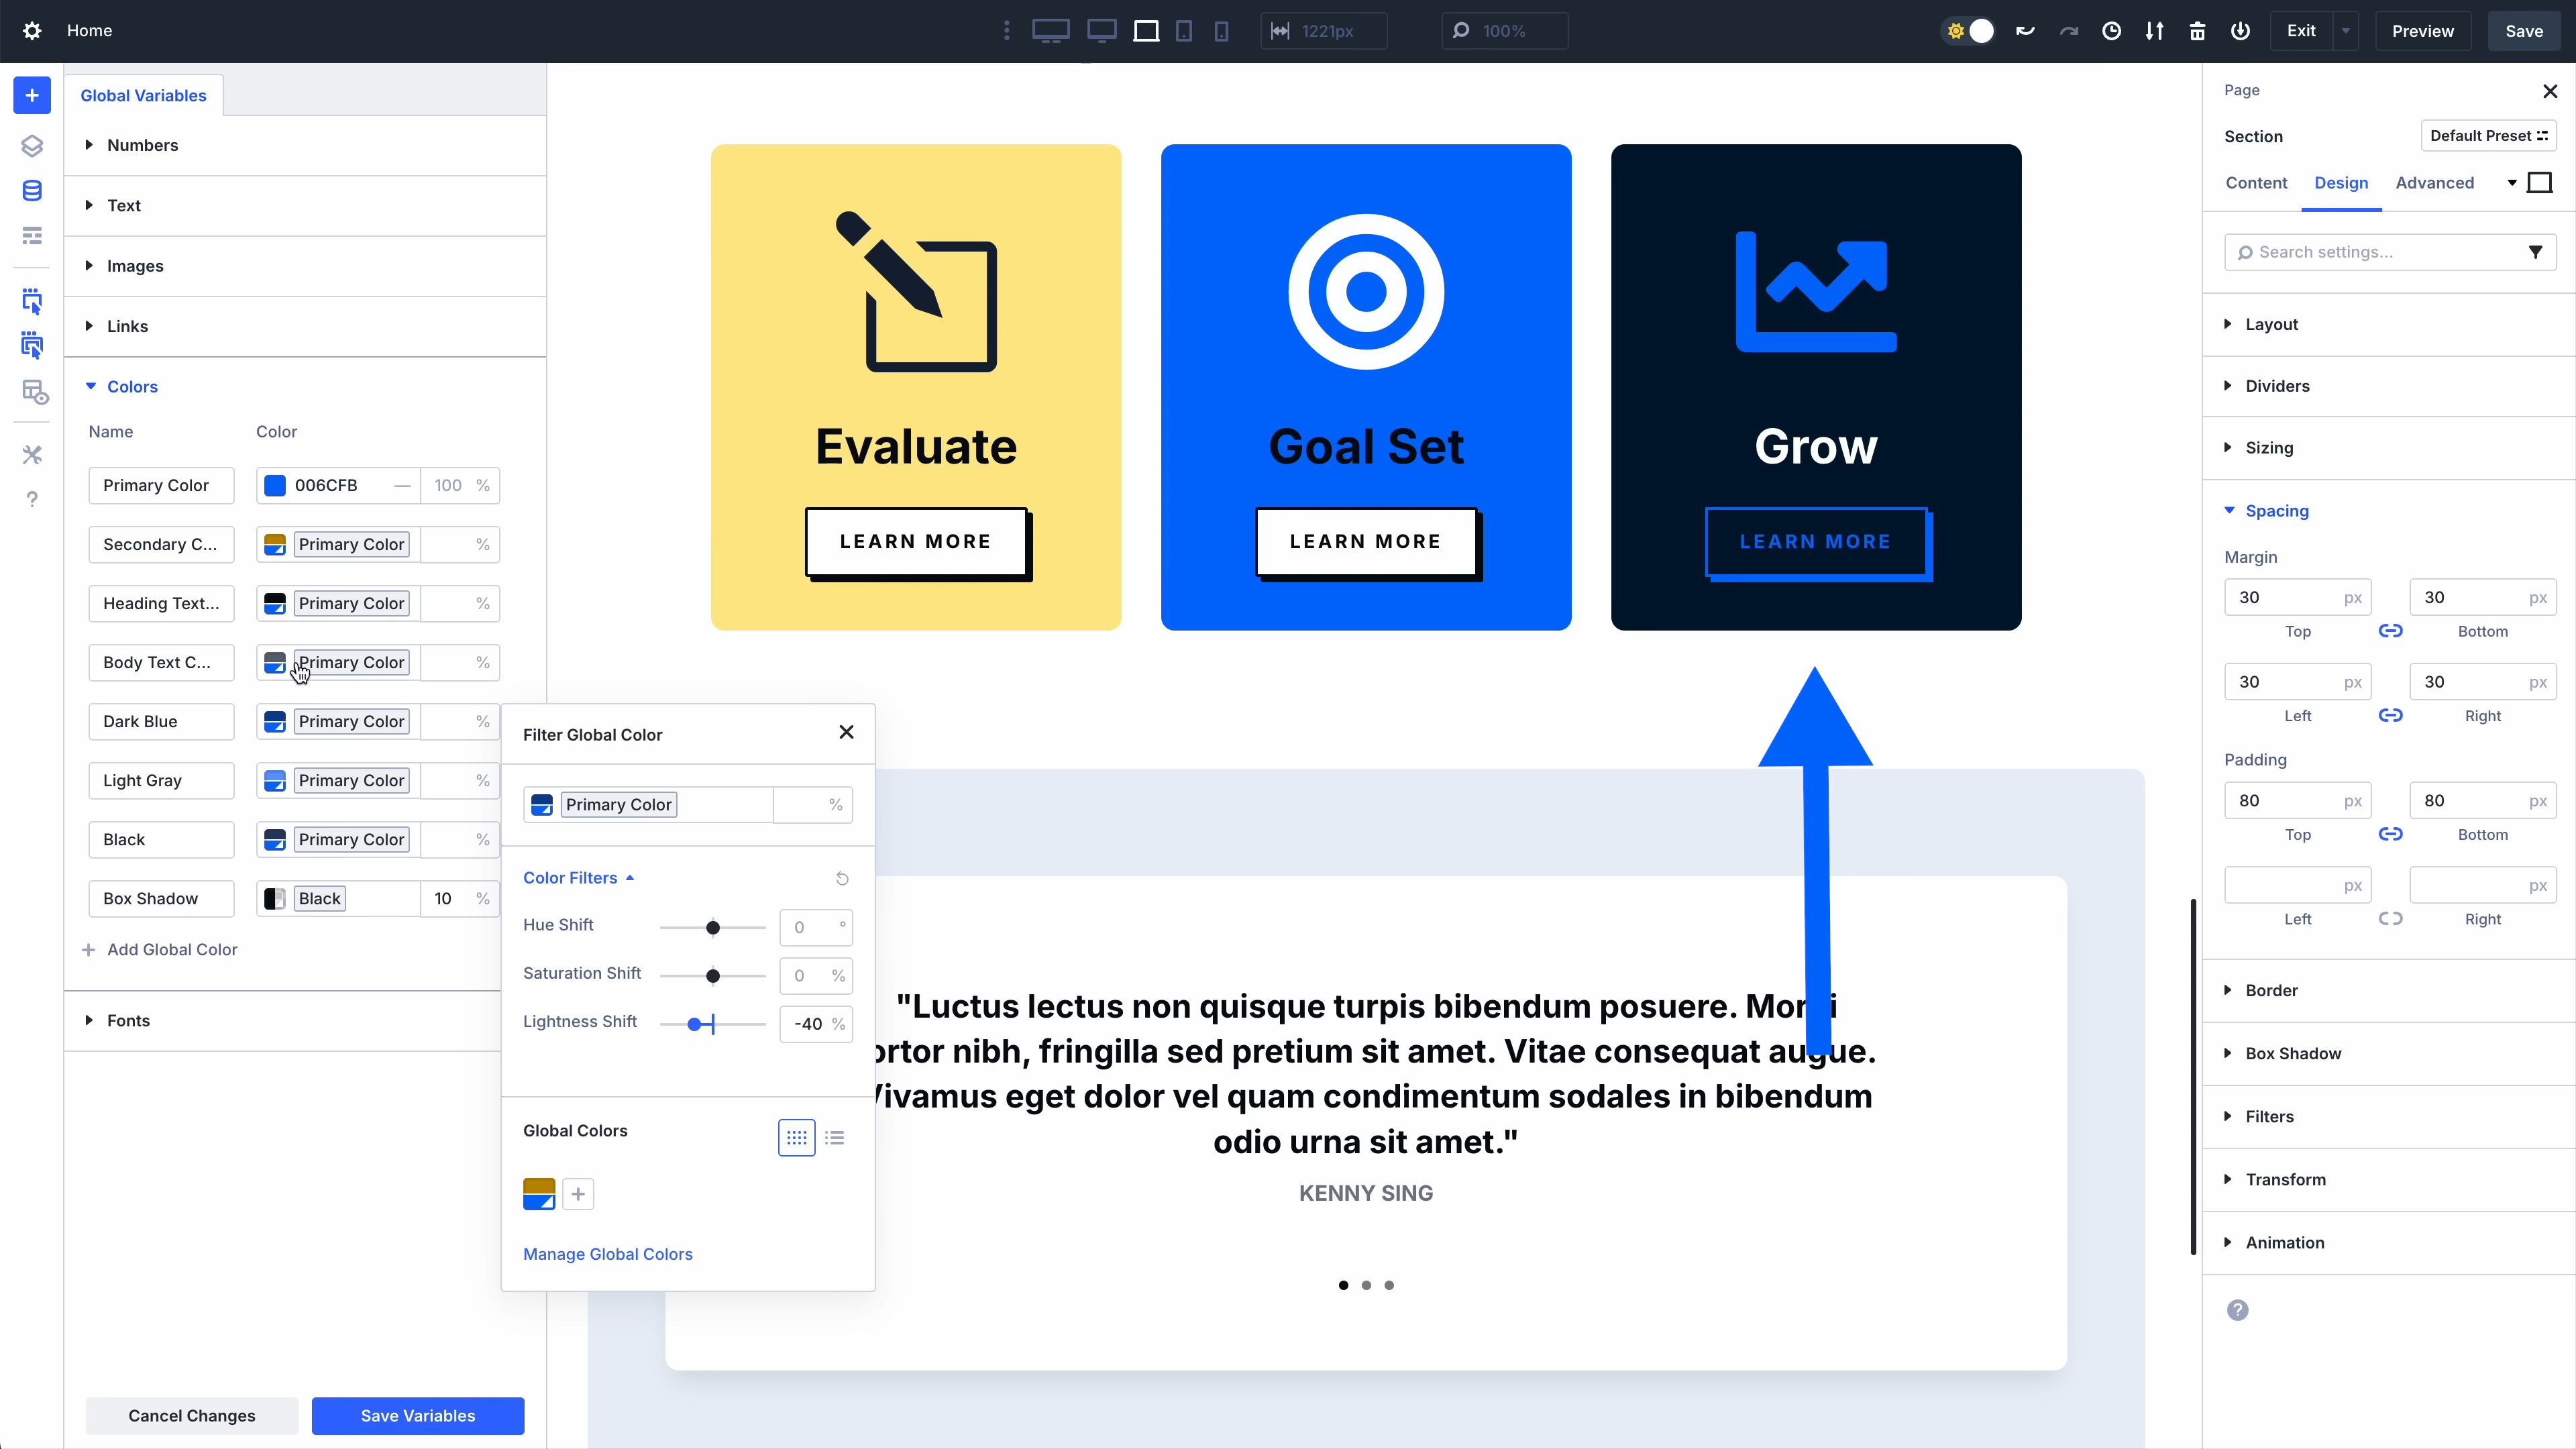 Home
1221px
100%
Exit
Preview
Save
Global Variables
Numbers
Text
Images
Links
Colors
Name
Color
Primary Color
006CFB
100 %
Secondary C...
Primary Color
%
Heading Text...
Primary Color
%
Body Text C...
Primary Color
%
Dark Blue
Primary Color
%
Light Gray
Primary Color
%
Black
Primary Color
%
Box Shadow
Black
10 %
+ Add Global Color
Fonts
Cancel Changes
Save Variables
Filter Global Color
Primary Color
%
Color Filters
Hue Shift
0 °
Saturation Shift
0 %
Lightness Shift
-40 %
Global Colors
Manage Global Colors
Evaluate
LEARN MORE
Goal Set
LEARN MORE
Grow
LEARN MORE
"Luctus lectus non quisque turpis bibendum posuere.
nibh, fringilla sed pretium sit amet. Vitae consequat augue.
Vivamus eget dolor vel quam condimentum sodales in bibendum
odio urna sit amet."
KENNY SING
Page
Section
Default Preset
Content
Design
Advanced
Search settings...
Layout
Dividers
Sizing
Spacing
Margin
30 px
30 px
Top
Bottom
30 px
30 px
Left
Right
Padding
80 px
80 px
Top
Bottom
px
px
Left
Right
Border
Box Shadow
Filters
Transform
Animation